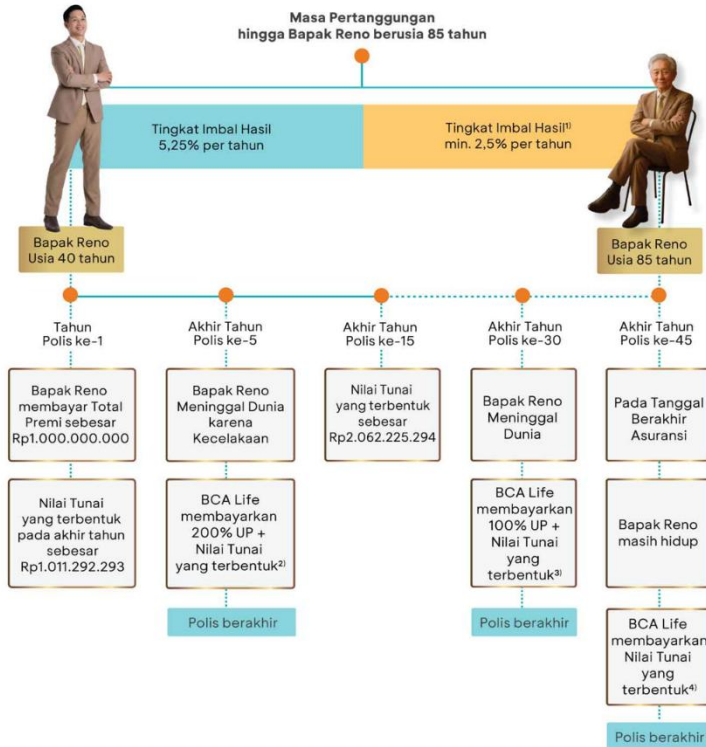 Masa Pertanggungan
hingga Bapak Reno berusia 85 tahun
Tingkat Imbal Hasil
5,25% per tahun
Tingkat Imbal Hasil¹⁾
min. 2,5% per tahun
Bapak Reno
Usia 40 tahun
Bapak Reno
Usia 85 tahun
Tahun
Polis ke-1
Bapak Reno
membayar Total
Premi sebesar
Rp1.000.000.000
Nilai Tunai
yang terbentuk
pada akhir tahun
sebesar
Rp1.011.292.293
Akhir Tahun
Polis ke-5
Bapak Reno
Meninggal Dunia
karena
Kecelakaan
BCA Life
membayarkan
200% UP +
Nilai Tunai
yang terbentuk²⁾
Polis berakhir
Akhir Tahun
Polis ke-15
Nilai Tunai
yang terbentuk
sebesar
Rp2.062.225.294
Akhir Tahun
Polis ke-30
Bapak Reno
Meninggal
Dunia
BCA Life
membayarkan
100% UP +
Nilai Tunai
yang
terbentuk³⁾
Polis berakhir
Akhir Tahun
Polis ke-45
Pada Tanggal
Berakhir
Asuransi
Bapak Reno
masih hidup
BCA Life
membayarkan
Nilai Tunai
yang
terbentuk⁴⁾
Polis berakhir